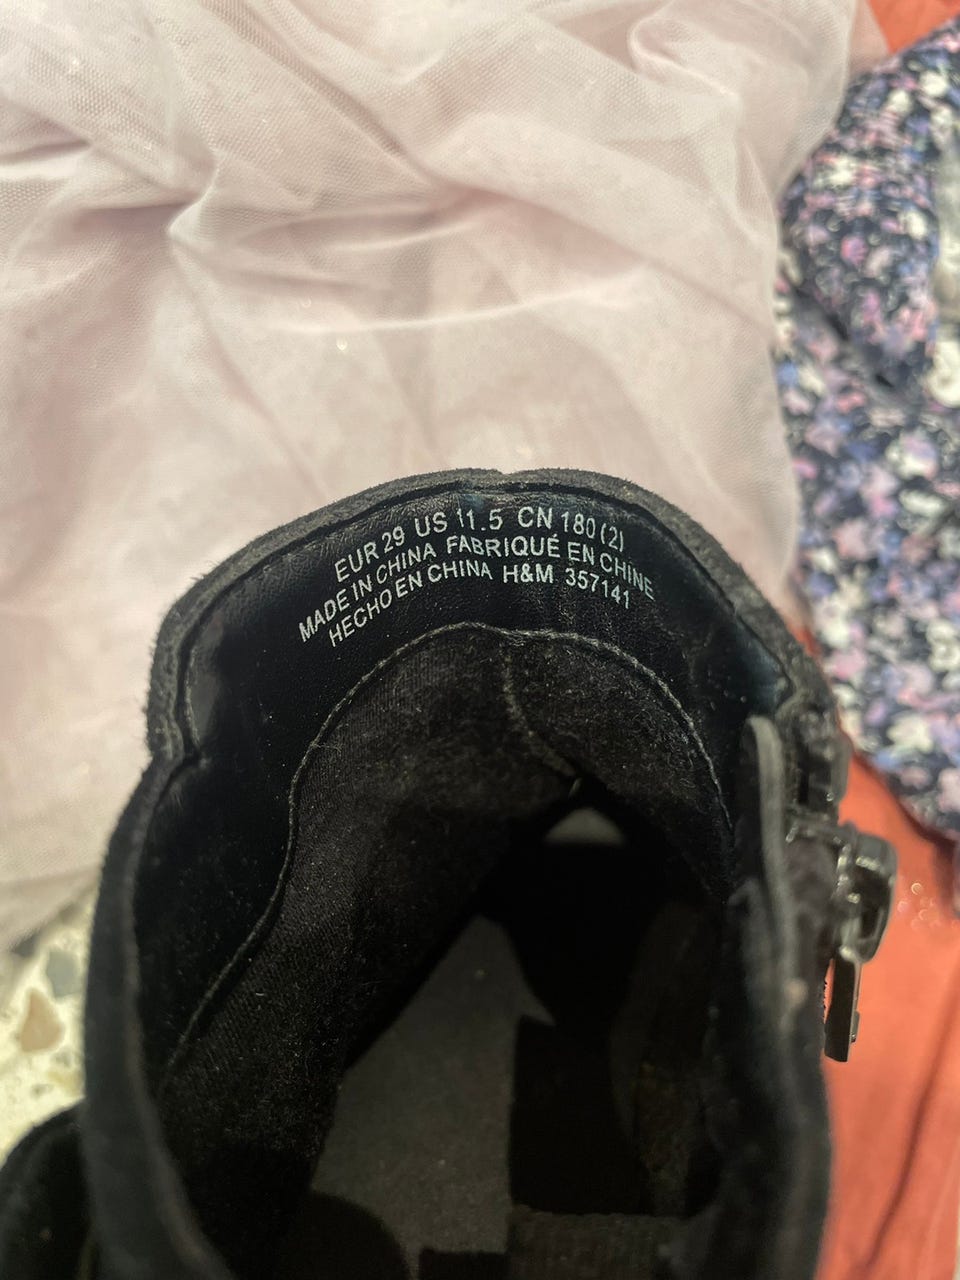 EUR 29 US 11.5 CN 180(2)
MADE IN CHINA FABRIQUÉ EN CHINE
HECHO EN CHINA H&M 357141